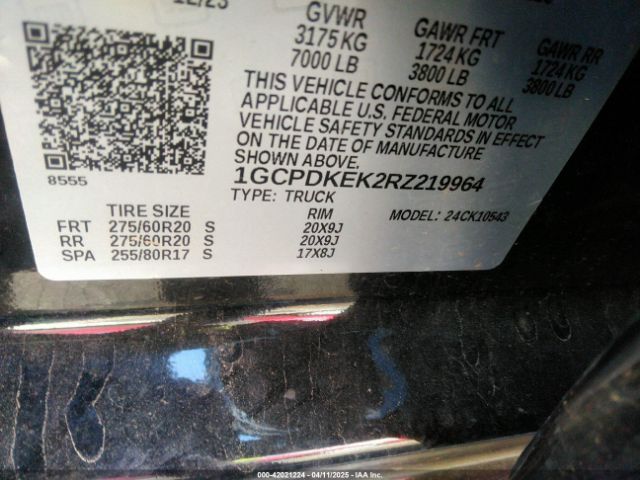 12/23
GVWR GAWR FRT GAWR RR
3175 KG 1724 KG 1724 KG
7000 LB 3800 LB 3800 LB
THIS VEHICLE CONFORMS TO ALL
APPLICABLE U.S. FEDERAL MOTOR
VEHICLE SAFETY STANDARDS IN EFFECT
ON THE DATE OF MANUFACTURE
SHOWN ABOVE.
8555
1GCPDKEK2RZ219964
TYPE: TRUCK
MODEL: 24CK10543
TIRE SIZE RIM
FRT 275/60R20 S 20X9J
RR 275/60R20 S 20X9J
SPA 255/80R17 S 17X8J
000-42021224 - 04/11/2025 - IAA, Inc.